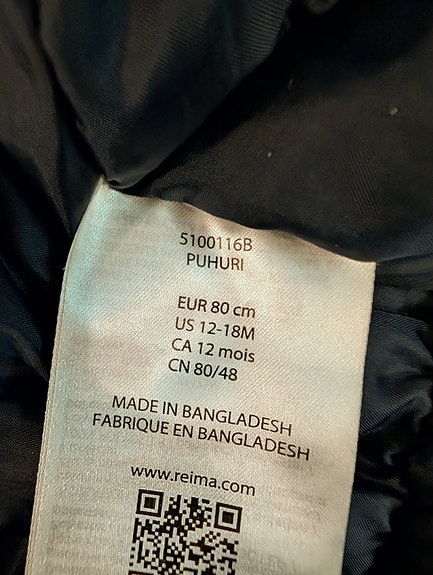 5100116B
PUHURI
EUR 80 cm
US 12-18M
CA 12 mois
CN 80/48
MADE IN BANGLADESH
FABRIQUE EN BANGLADESH
www.reima.com